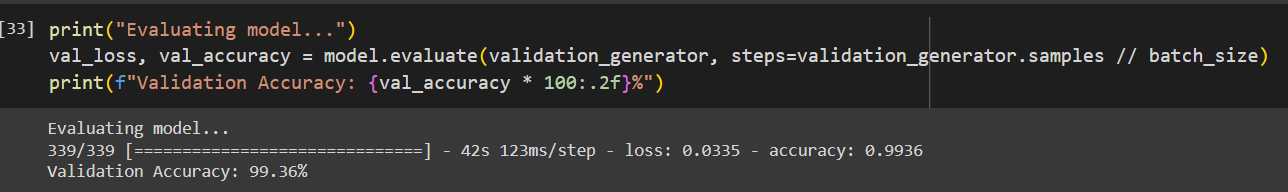 [33] print("Evaluating model...")
val_loss, val_accuracy = model.evaluate(validation_generator, steps=validation_generator.samples // batch_size)
print(f"Validation Accuracy: {val_accuracy * 100:.2f}%")
Evaluating model...
339/339 [==============================] - 42s 123ms/step - loss: 0.0335 - accuracy: 0.9936
Validation Accuracy: 99.36%